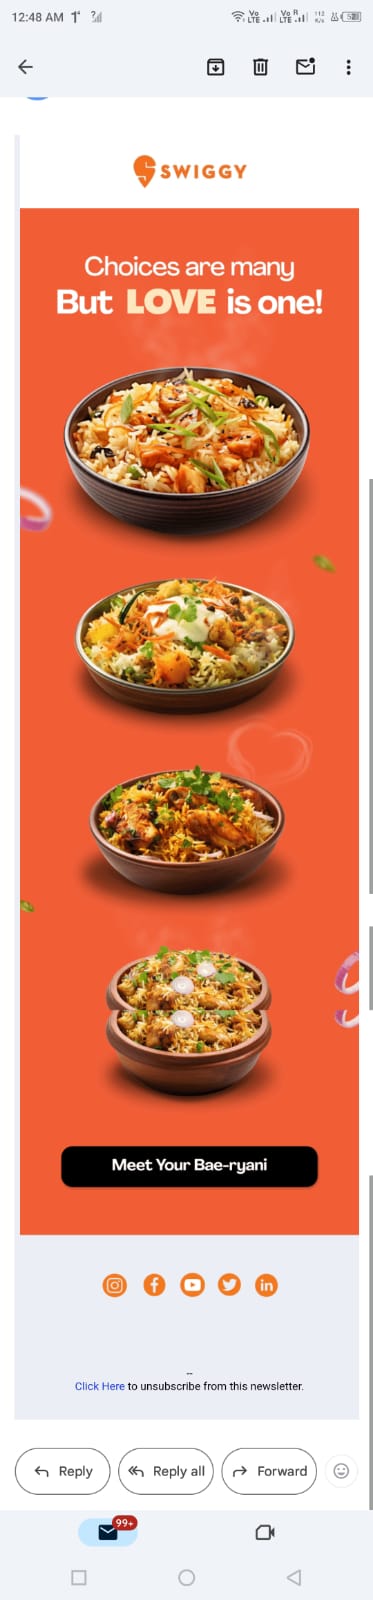 12:48 AM
SWIGGY
Choices are many
But LOVE is one!
Meet Your Bae-ryani
--
Click Here to unsubscribe from this newsletter.
Reply
Reply all
Forward
99+